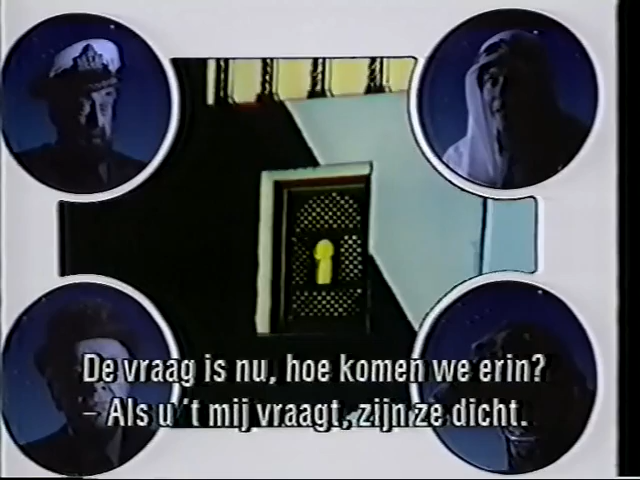 De vraag is nu, hoe komen we erin?
– Als u 't mij vraagt, zijn ze dicht.